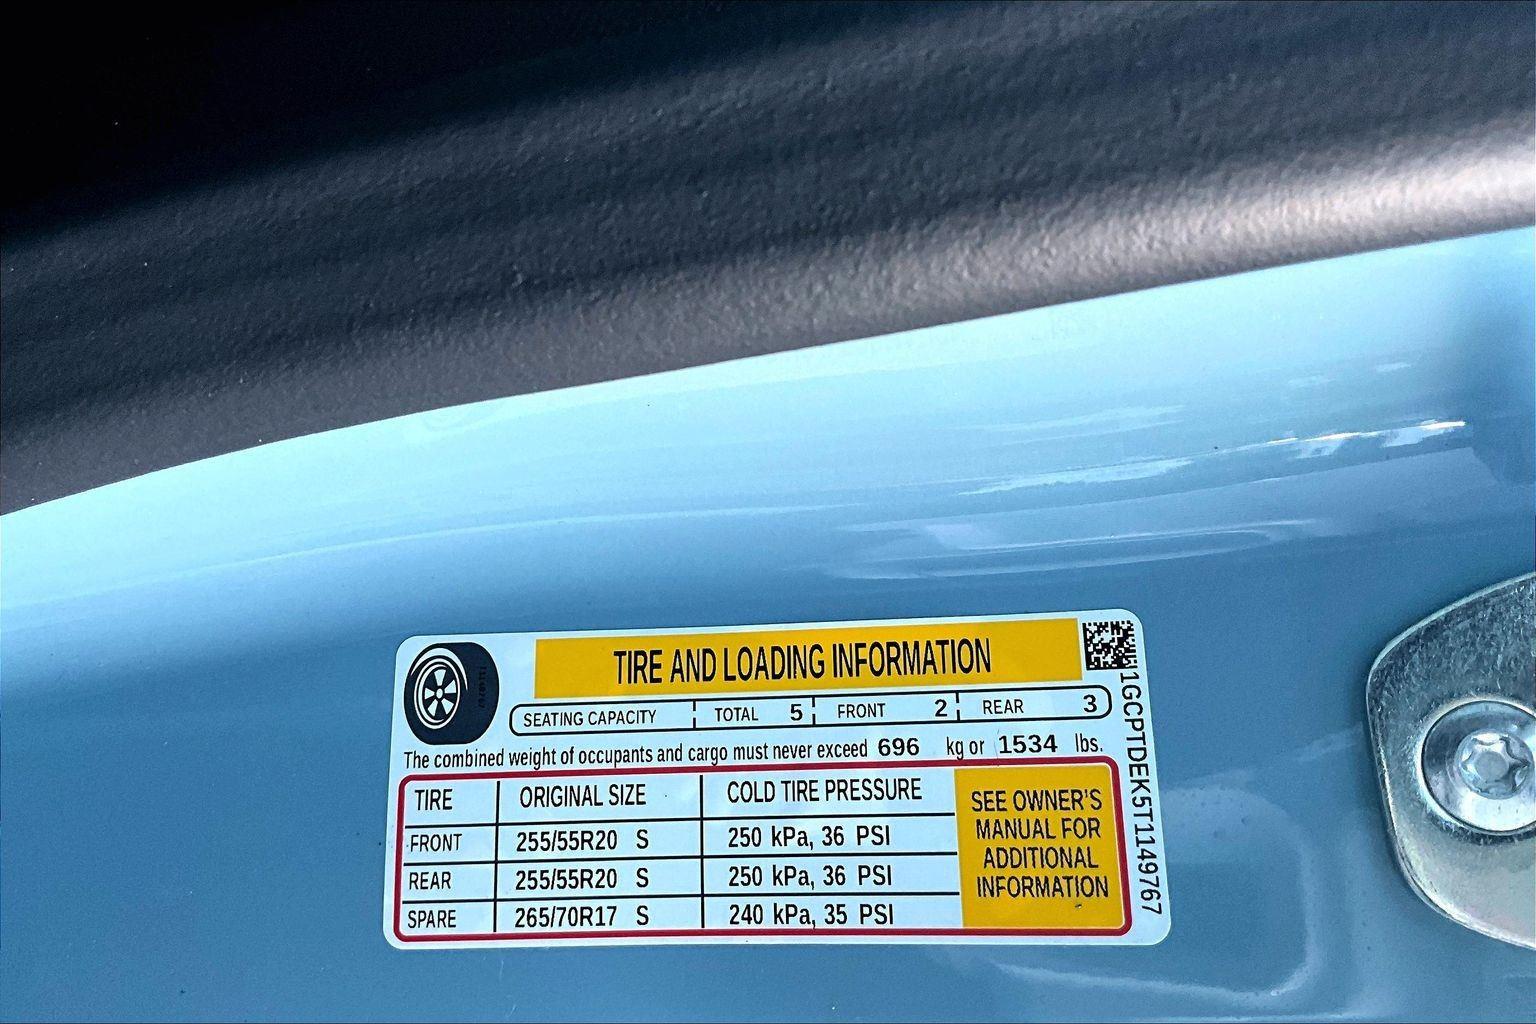 TIRE AND LOADING INFORMATION
SEATING CAPACITY TOTAL 5 FRONT 2 REAR 3
The combined weight of occupants and cargo must never exceed 696 kg or 1534 lbs.
TIRE ORIGINAL SIZE COLD TIRE PRESSURE
FRONT 255/55R20 S 250 kPa, 36 PSI
REAR 255/55R20 S 250 kPa, 36 PSI
SPARE 265/70R17 S 240 kPa, 35 PSI
SEE OWNER'S
MANUAL FOR
ADDITIONAL
INFORMATION
1GCPTDEK5T1149767